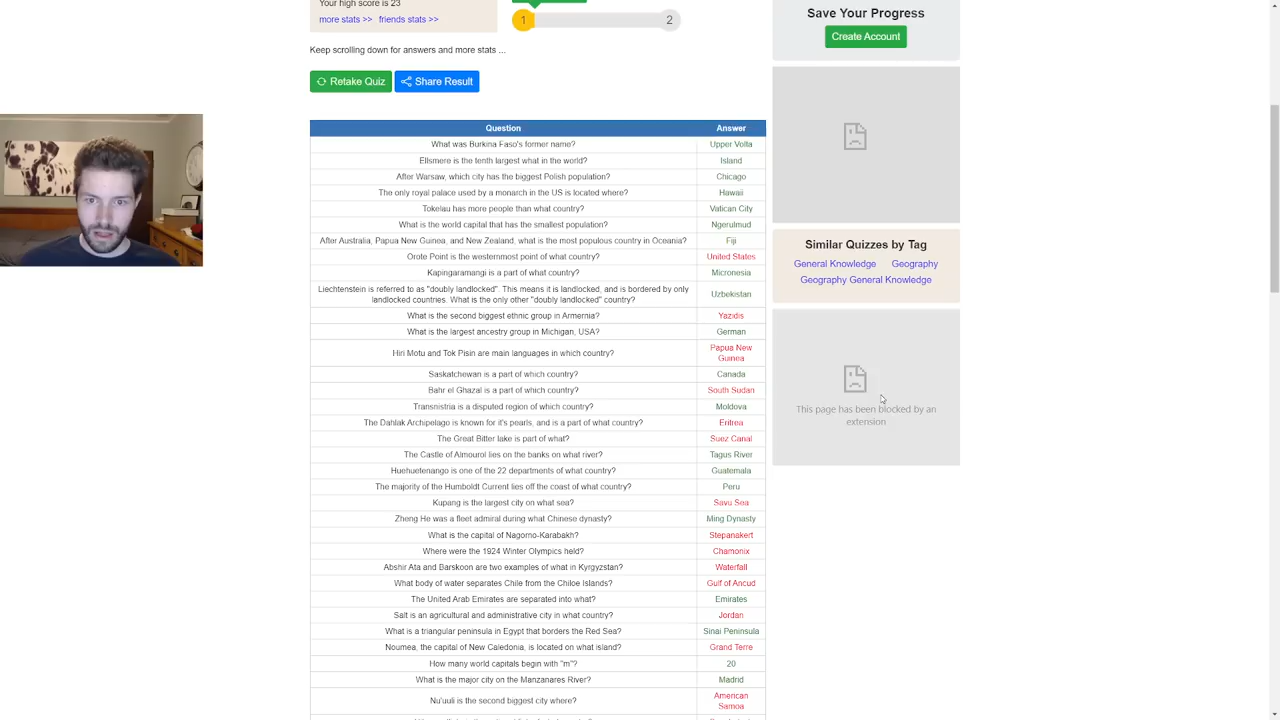 Your high score is 23
more stats >> friends stats >>
1 2
Keep scrolling down for answers and more stats ...
Retake Quiz Share Result
Save Your Progress
Create Account
Question Answer
What was Burkina Faso's former name? Upper Volta
Ellsmere is the tenth largest what in the world? Island
After Warsaw, which city has the biggest Polish population? Chicago
The only royal palace used by a monarch in the US is located where? Hawaii
Tokelau has more people than what country? Vatican City
What is the world capital that has the smallest population? Ngerulmud
After Australia, Papua New Guinea, and New Zealand, what is the most populous country in Oceania? Fiji
Orote Point is the westernmost point of what country? United States
Kapingaramangi is a part of what country? Micronesia
Liechtenstein is referred to as "doubly landlocked". This means it is landlocked, and is bordered by only
landlocked countries. What is the only other "doubly landlocked" country? Uzbekistan
What is the second biggest ethnic group in Armernia? Yazidis
What is the largest ancestry group in Michigan, USA? German
Hiri Motu and Tok Pisin are main languages in which country? Papua New
Guinea
Saskatchewan is a part of which country? Canada
Bahr el Ghazal is a part of which country? South Sudan
Transnistria is a disputed region of which country? Moldova
The Dahlak Archipelago is known for it's pearls, and is a part of what country? Eritrea
The Great Bitter lake is part of what? Suez Canal
The Castle of Almourol lies on the banks on what river? Tagus River
Huehuetenango is one of the 22 departments of what country? Guatemala
The majority of the Humboldt Current lies off the coast of what country? Peru
Kupang is the largest city on what sea? Savu Sea
Zheng He was a fleet admiral during what Chinese dynasty? Ming Dynasty
What is the capital of Nagorno-Karabakh? Stepanakert
Where were the 1924 Winter Olympics held? Chamonix
Abshir Ata and Barskoon are two examples of what in Kyrgyzstan? Waterfall
What body of water separates Chile from the Chiloe Islands? Gulf of Ancud
The United Arab Emirates are separated into what? Emirates
Salt is an agricultural and administrative city in what country? Jordan
What is a triangular peninsula in Egypt that borders the Red Sea? Sinai Peninsula
Noumea, the capital of New Caledonia, is located on what island? Grand Terre
How many world capitals begin with "m"? 20
What is the major city on the Manzanares River? Madrid
Nu'uuli is the second biggest city where? American
Samoa
Similar Quizzes by Tag
General Knowledge Geography
Geography General Knowledge
This page has been blocked by an
extension